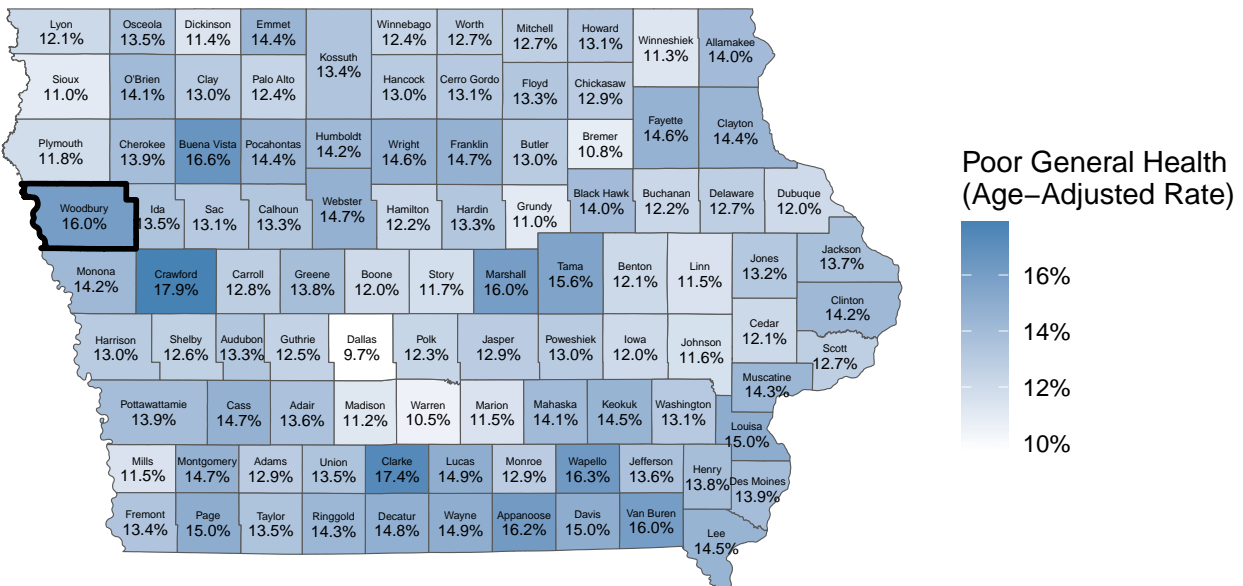 Lyon
12.1%
Osceola
13.5%
Dickinson
11.4%
Emmet
14.4%
Kossuth
13.4%
Winnebago
12.4%
Worth
12.7%
Mitchell
12.7%
Howard
13.1%
Winneshiek
11.3%
Allamakee
14.0%
Sioux
11.0%
O'Brien
14.1%
Clay
13.0%
Palo Alto
12.4%
Hancock
13.0%
Cerro Gordo
13.1%
Floyd
13.3%
Chickasaw
12.9%
Plymouth
11.8%
Cherokee
13.9%
Buena Vista
16.6%
Pocahontas
14.4%
Humboldt
14.2%
Wright
14.6%
Franklin
14.7%
Butler
13.0%
Bremer
10.8%
Fayette
14.6%
Clayton
14.4%
Woodbury
16.0%
Ida
13.5%
Sac
13.1%
Calhoun
13.3%
Webster
14.7%
Hamilton
12.2%
Hardin
13.3%
Grundy
11.0%
Black Hawk
14.0%
Buchanan
12.2%
Delaware
12.7%
Dubuque
12.0%
Monona
14.2%
Crawford
17.9%
Carroll
12.8%
Greene
13.8%
Boone
12.0%
Story
11.7%
Marshall
16.0%
Tama
15.6%
Benton
12.1%
Linn
11.5%
Jones
13.2%
Jackson
13.7%
Clinton
14.2%
Harrison
13.0%
Shelby
12.6%
Audubon
13.3%
Guthrie
12.5%
Dallas
9.7%
Polk
12.3%
Jasper
12.9%
Poweshiek
13.0%
Iowa
12.0%
Johnson
11.6%
Cedar
12.1%
Scott
12.7%
Muscatine
14.3%
Pottawattamie
13.9%
Cass
14.7%
Adair
13.6%
Madison
11.2%
Warren
10.5%
Marion
11.5%
Mahaska
14.1%
Keokuk
14.5%
Washington
13.1%
Louisa
15.0%
Mills
11.5%
Montgomery
14.7%
Adams
12.9%
Union
13.5%
Clarke
17.4%
Lucas
14.9%
Monroe
12.9%
Wapello
16.3%
Jefferson
13.6%
Henry
13.8%
Des Moines
13.9%
Fremont
13.4%
Page
15.0%
Taylor
13.5%
Ringgold
14.3%
Decatur
14.8%
Wayne
14.9%
Appanoose
16.2%
Davis
15.0%
Van Buren
16.0%
Lee
14.5%
Poor General Health
(Age−Adjusted Rate)
16%
14%
12%
10%